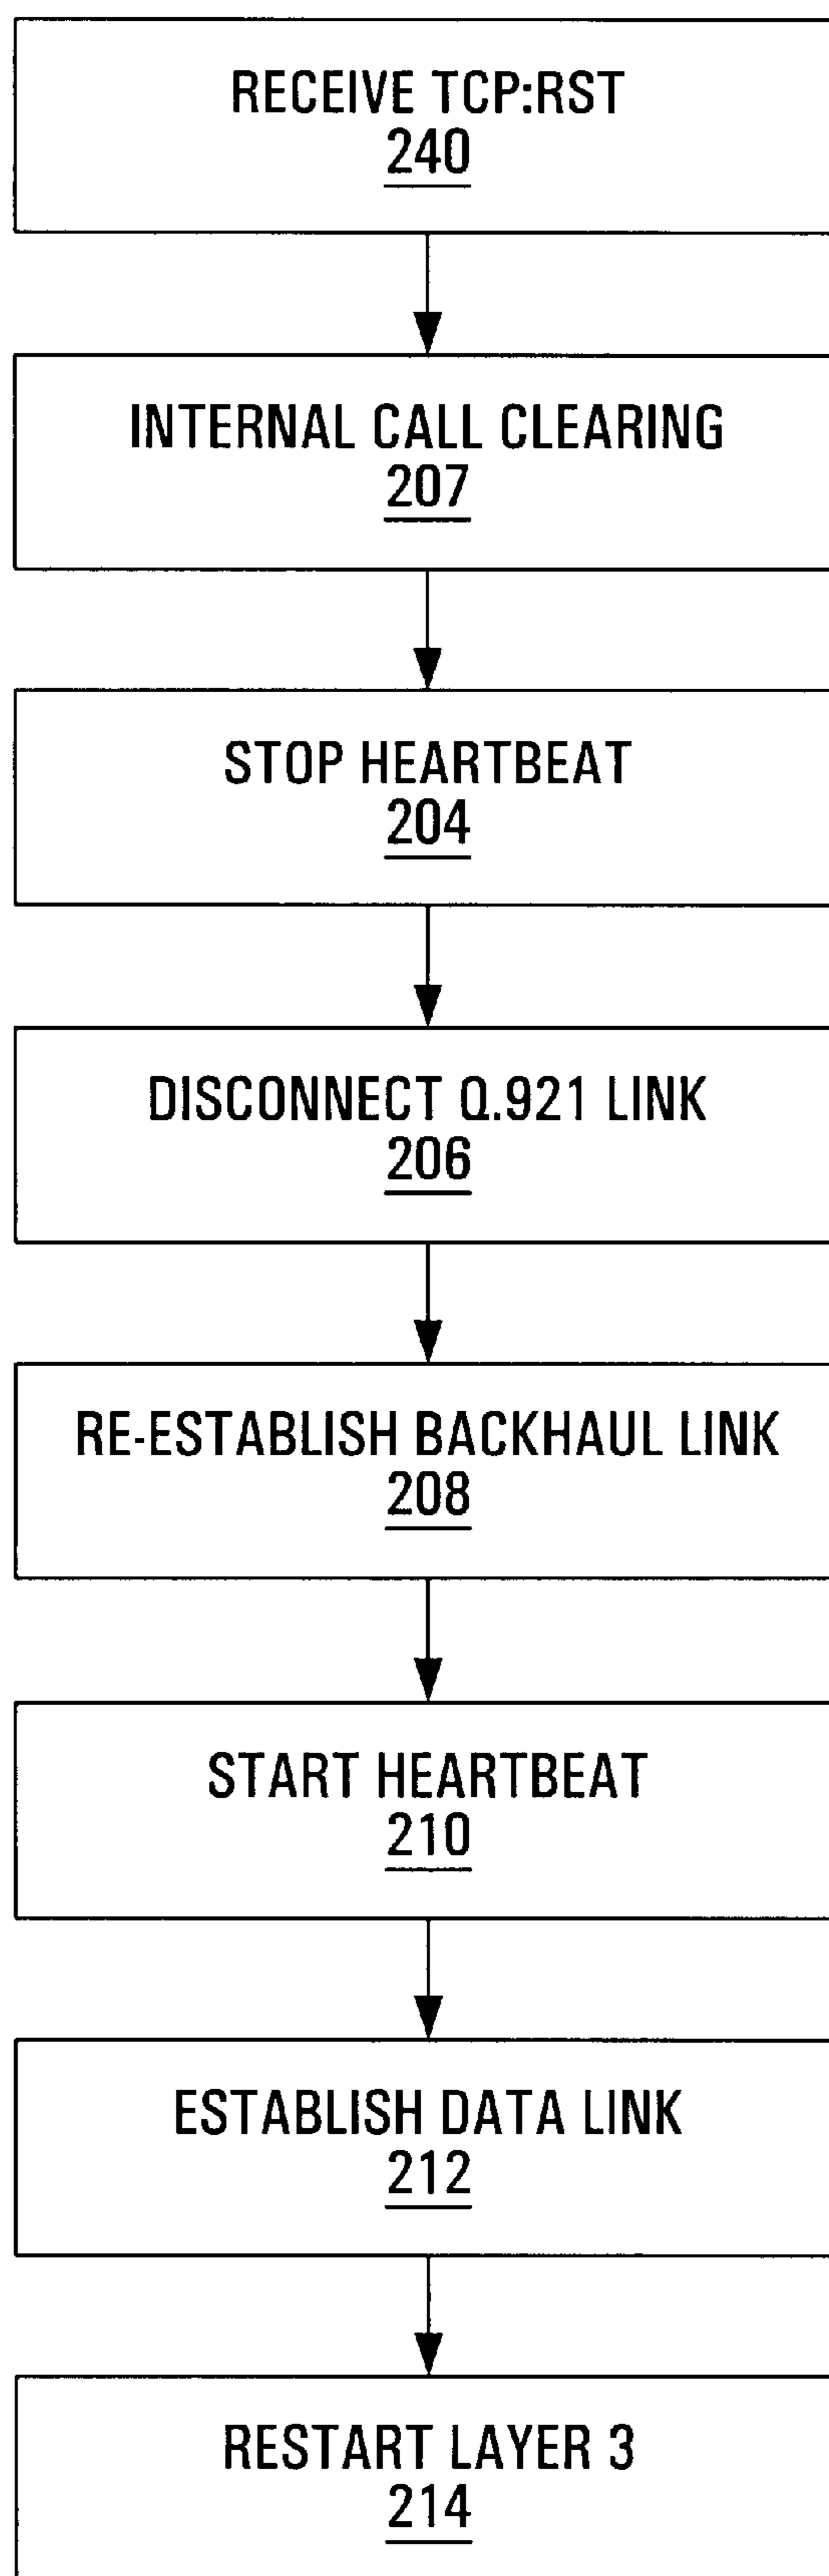 RECEIVE TCP:RST
240
INTERNAL CALL CLEARING
207
STOP HEARTBEAT
204
DISCONNECT Q.921 LINK
206
RE-ESTABLISH BACKHAUL LINK
208
START HEARTBEAT
210
ESTABLISH DATA LINK
212
RESTART LAYER 3
214